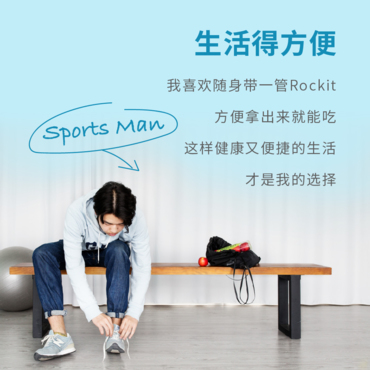 生活得方便
我喜欢随身带一管Rockit
方便拿出来就能吃
这样健康又便捷的生活
才是我的选择
Sports Man